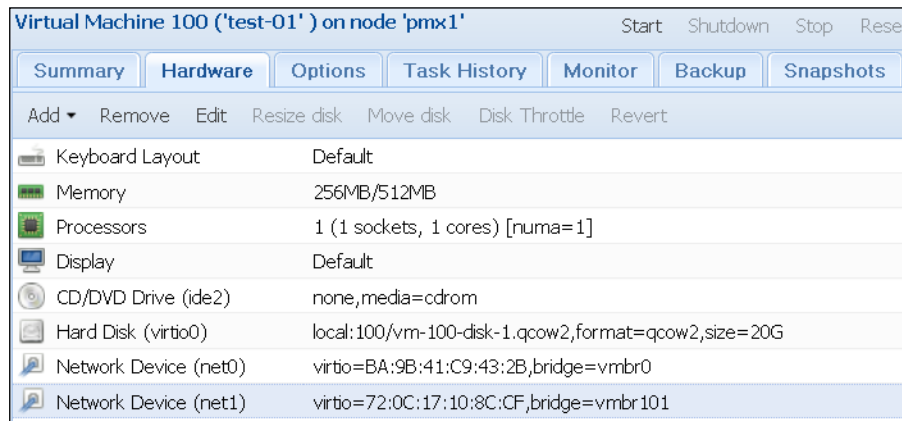 Virtual Machine 100 ('test-01' ) on node 'pmx1' Start Shutdown Stop Rese
Summary Hardware Options Task History Monitor Backup Snapshots
Add Remove Edit Resize disk Move disk Disk Throttle Revert
Keyboard Layout Default
Memory 256MB/512MB
Processors 1 (1 sockets, 1 cores) [numa=1]
Display Default
CD/DVD Drive (ide2) none,media=cdrom
Hard Disk (virtio0) local:100/vm-100-disk-1.qcow2,format=qcow2,size=20G
Network Device (net0) virtio=BA:9B:41:C9:43:2B,bridge=vmbr0
Network Device (net1) virtio=72:0C:17:10:8C:CF,bridge=vmbr101